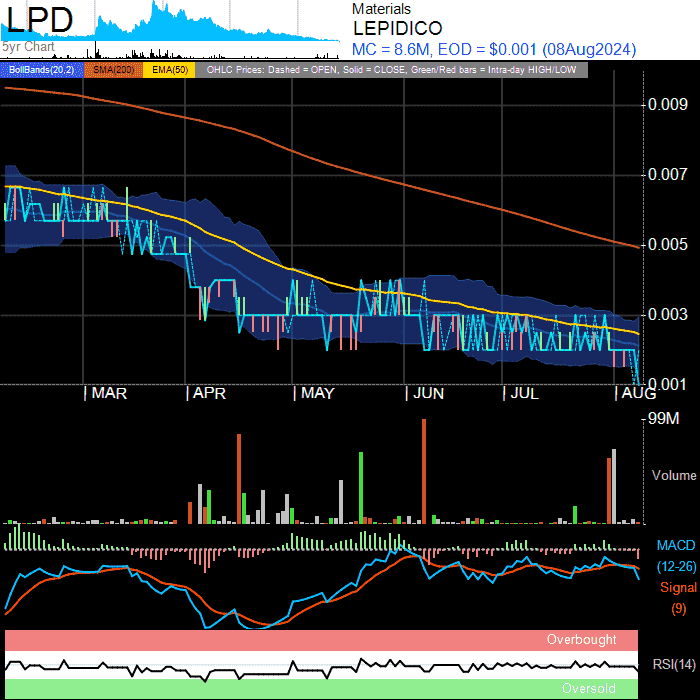 LPD
5yr Chart
Materials
LEPIDICO
MC = 8.6M, EOD = $0.001 (08Aug2024)
BollBands(20,2) SMA(200) EMA(50) OHLC Prices: Dashed = OPEN, Solid = CLOSE, Green/Red bars = Intra-day HIGH/LOW
0.009
0.007
0.005
0.003
0.001
MAR APR MAY JUN JUL AUG
99M
Volume
MACD
(12-26)
Signal
(9)
Overbought
RSI(14)
Oversold